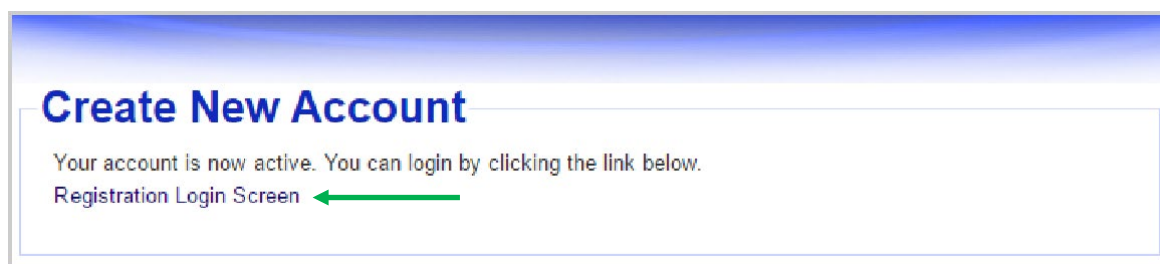 Create New Account
Your account is now active. You can login by clicking the link below.
Registration Login Screen